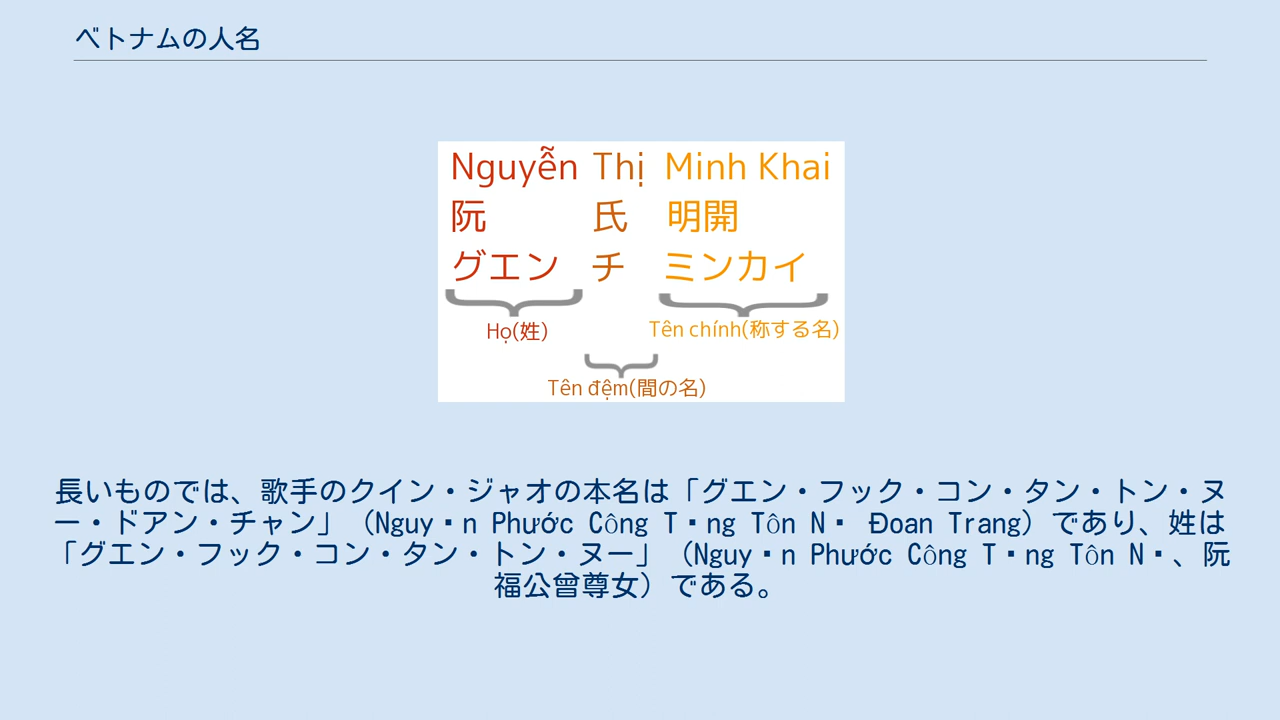 ベトナムの人名
Nguyễn Thị Minh Khai
阮 氏 明開
グエン チ ミンカイ
Họ(姓)
Tên chính(称する名)
Tên đệm(間の名)
長いものでは、歌手のクイン・ジャオの本名は「グエン・フック・コン・タン・トン・ヌ
ー・ドアン・チャン」（Nguy▪n Phước Công T▪ng Tôn N▪ Đoan Trang）であり、姓は
「グエン・フック・コン・タン・トン・ヌー」（Nguy▪n Phước Công T▪ng Tôn N▪、阮
福公曾尊女）である。